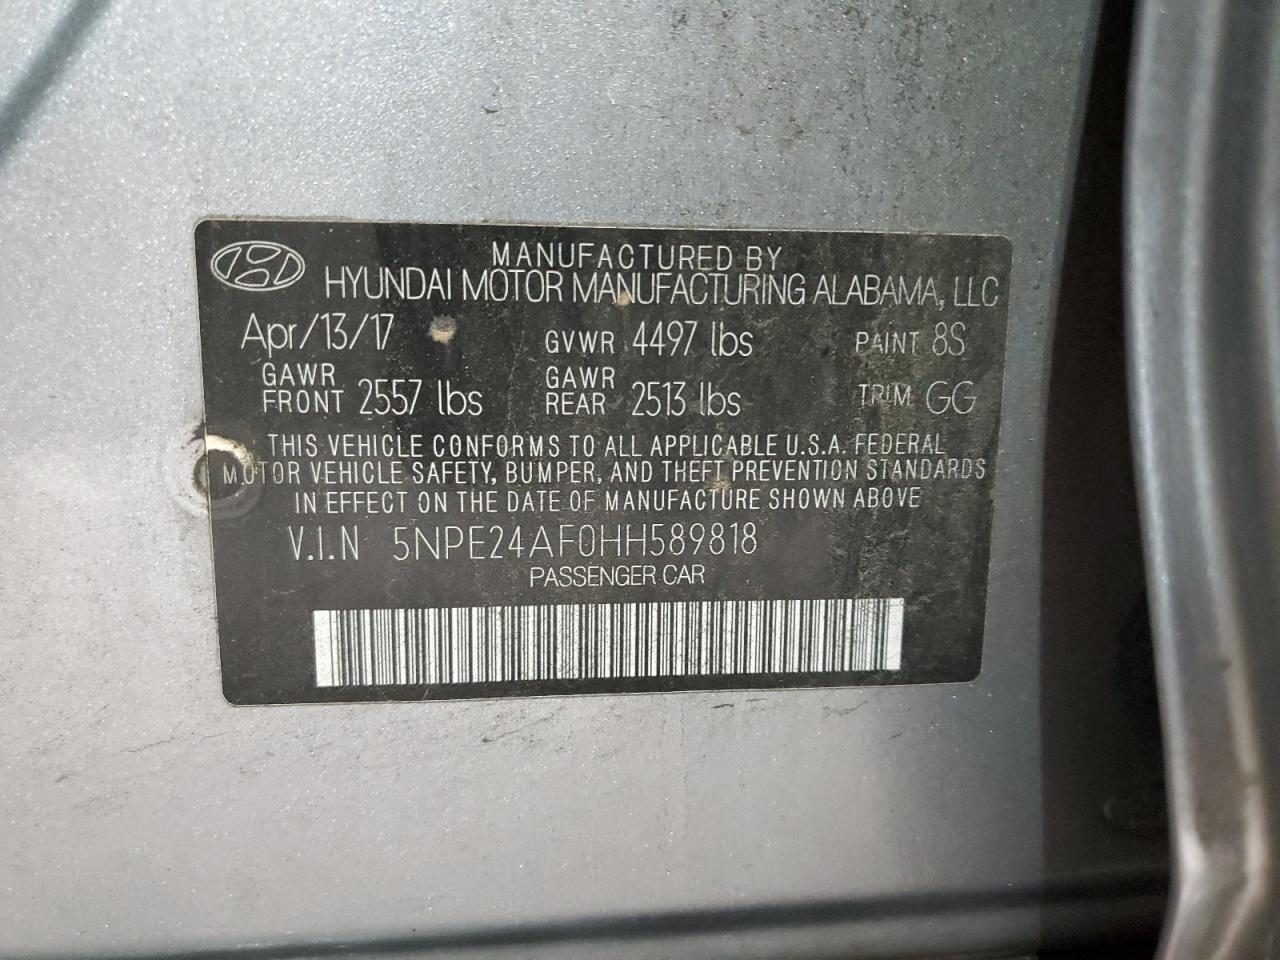 MANUFACTURED BY
HYUNDAI MOTOR MANUFACTURING ALABAMA, LLC
Apr/13/17 GVWR 4497 lbs PAINT 8S
GAWR FRONT 2557 lbs GAWR REAR 2513 lbs TRIM GG
THIS VEHICLE CONFORMS TO ALL APPLICABLE U.S.A. FEDERAL
MOTOR VEHICLE SAFETY, BUMPER, AND THEFT PREVENTION STANDARDS
IN EFFECT ON THE DATE OF MANUFACTURE SHOWN ABOVE
V.I.N 5NPE24AF0HH589818
PASSENGER CAR